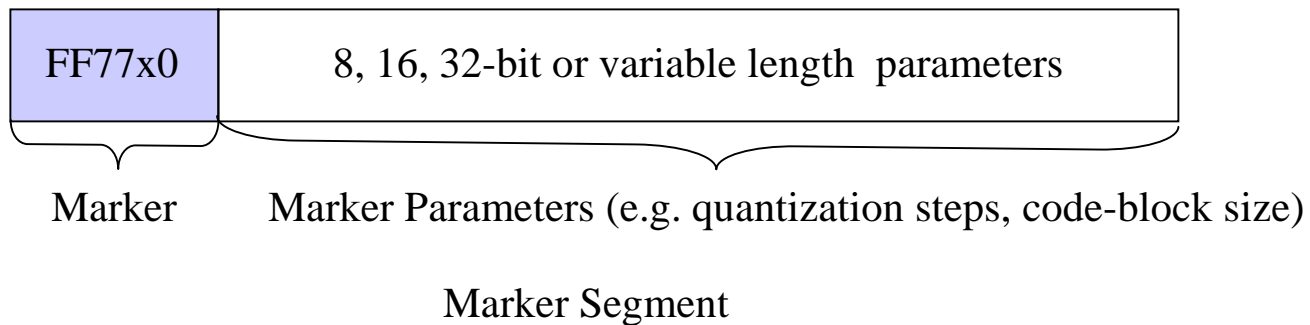 FF77x0 8, 16, 32-bit or variable length parameters
Marker Marker Parameters (e.g. quantization steps, code-block size)
Marker Segment